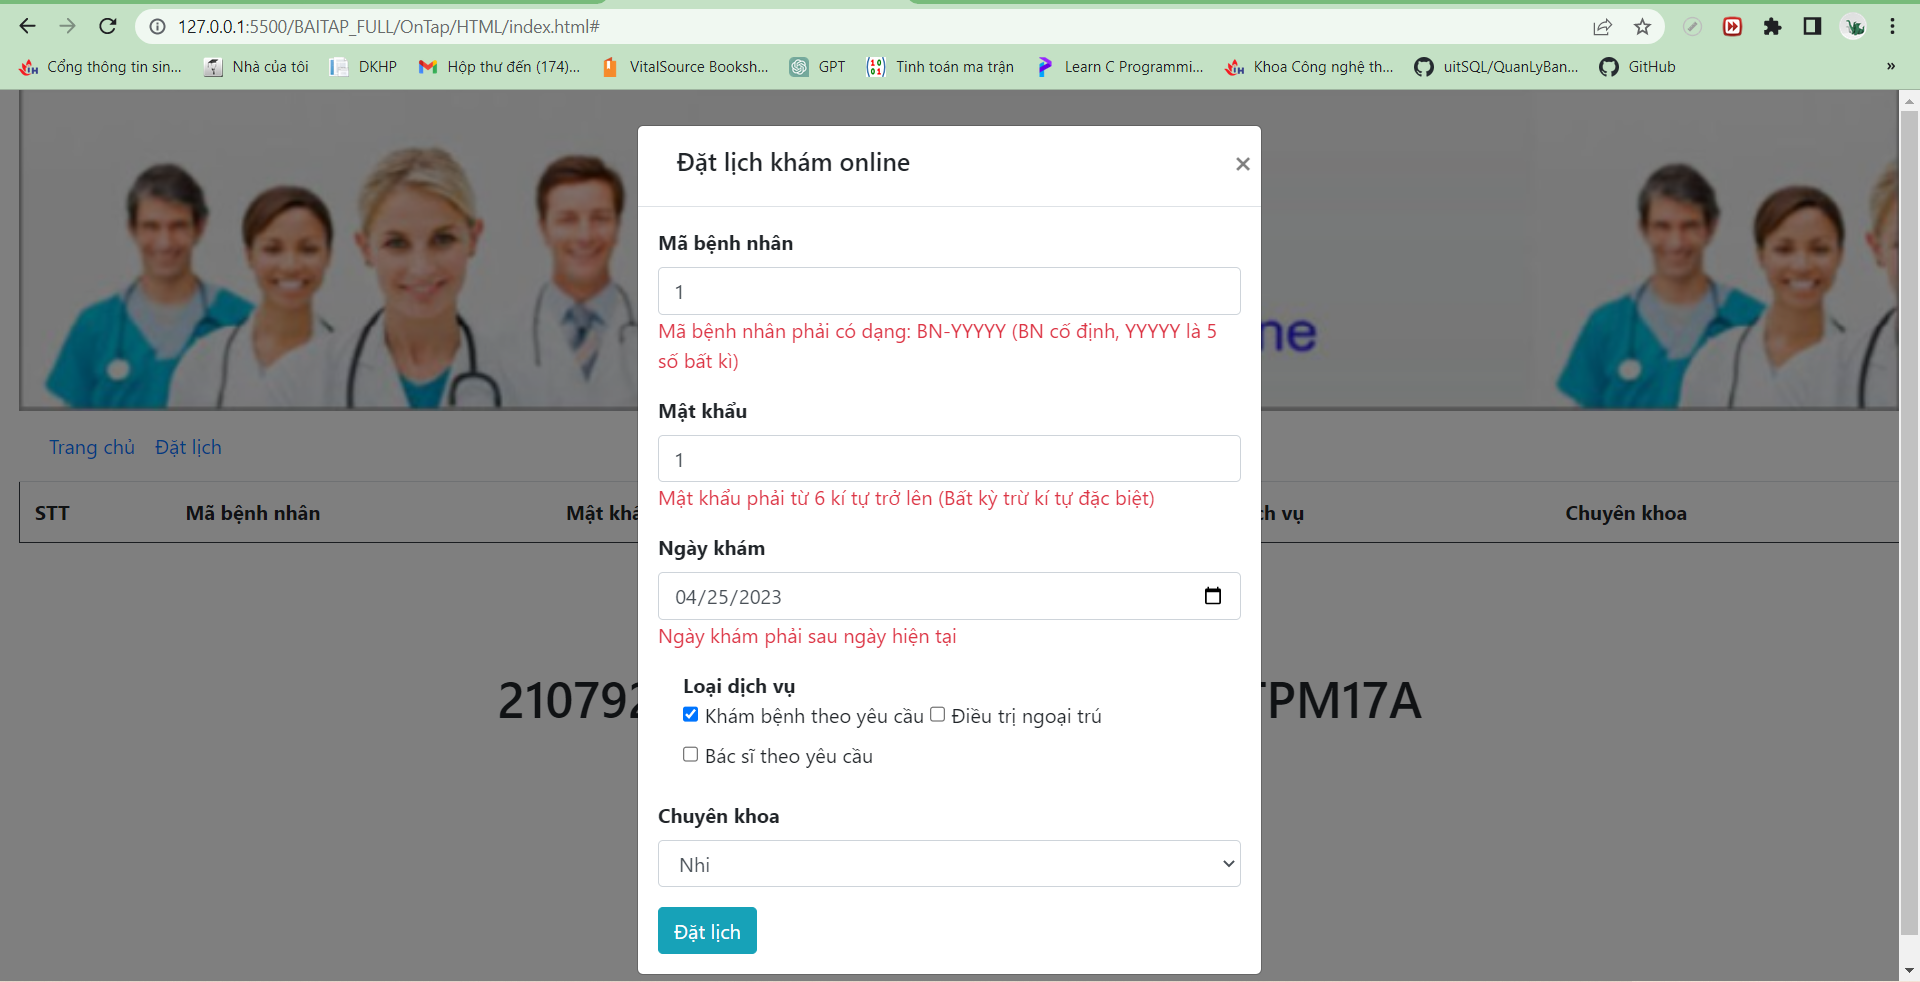 127.0.0.1:5500/BAITAP_FULL/OnTap/HTML/index.html#
Cổng thông tin sin... Nhà của tôi DKHP Hộp thư đến (174)... VitalSource Booksh... GPT Tinh toán ma trận Learn C Programmi... Khoa Công nghệ th... uitSQL/QuanLyBan... GitHub »
Đặt lịch khám online ×
Mã bệnh nhân
1
Mã bệnh nhân phải có dạng: BN-YYYYY (BN cố định, YYYYY là 5
số bất kì)
ne
Mật khẩu
Trang chủ Đặt lịch
1
Mật khẩu phải từ 6 kí tự trở lên (Bất kỳ trừ kí tự đặc biệt)
STT Mã bệnh nhân Mật khẩ ch vụ Chuyên khoa
Ngày khám
04/25/2023
Ngày khám phải sau ngày hiện tại
Loại dịch vụ
210792 TPM17A
Khám bệnh theo yêu cầu Điều trị ngoại trú
Bác sĩ theo yêu cầu
Chuyên khoa
Nhi
Đặt lịch